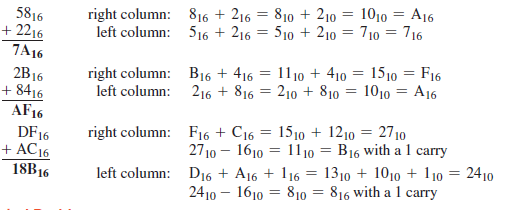 58₁₆ right column: 8₁₆ + 2₁₆ = 8₁₀ + 2₁₀ = 10₁₀ = A₁₆
+ 22₁₆ left column: 5₁₆ + 2₁₆ = 5₁₀ + 2₁₀ = 7₁₀ = 7₁₆
7A₁₆
2B₁₆ right column: B₁₆ + 4₁₆ = 11₁₀ + 4₁₀ = 15₁₀ = F₁₆
+ 84₁₆ left column: 2₁₆ + 8₁₆ = 2₁₀ + 8₁₀ = 10₁₀ = A₁₆
AF₁₆
DF₁₆ right column: F₁₆ + C₁₆ = 15₁₀ + 12₁₀ = 27₁₀
+ AC₁₆ 27₁₀ − 16₁₀ = 11₁₀ = B₁₆ with a 1 carry
18B₁₆ left column: D₁₆ + A₁₆ + 1₁₆ = 13₁₀ + 10₁₀ + 1₁₀ = 24₁₀
24₁₀ − 16₁₀ = 8₁₀ = 8₁₆ with a 1 carry